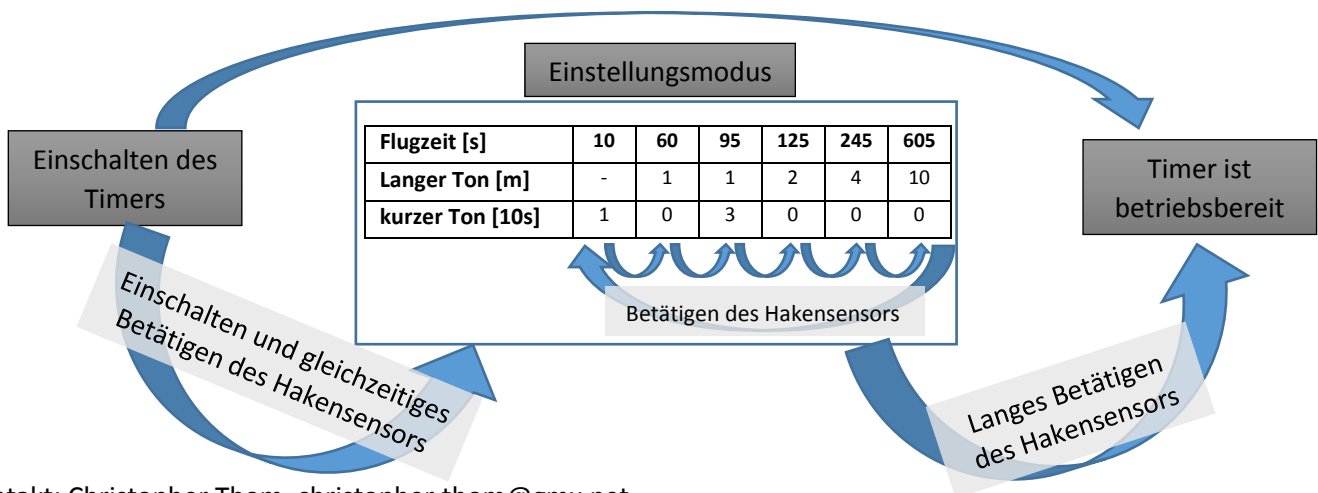 Einstellungsmodus
Einschalten des
Timers
Flugzeit [s] 10 60 95 125 245 605
Langer Ton [m] - 1 1 2 4 10
kurzer Ton [10s] 1 0 3 0 0 0
Betätigen des Hakensensors
Timer ist
betriebsbereit
Einschalten und gleichzeitiges
Betätigen des Hakensensors
Langes Betätigen
des Hakensensors